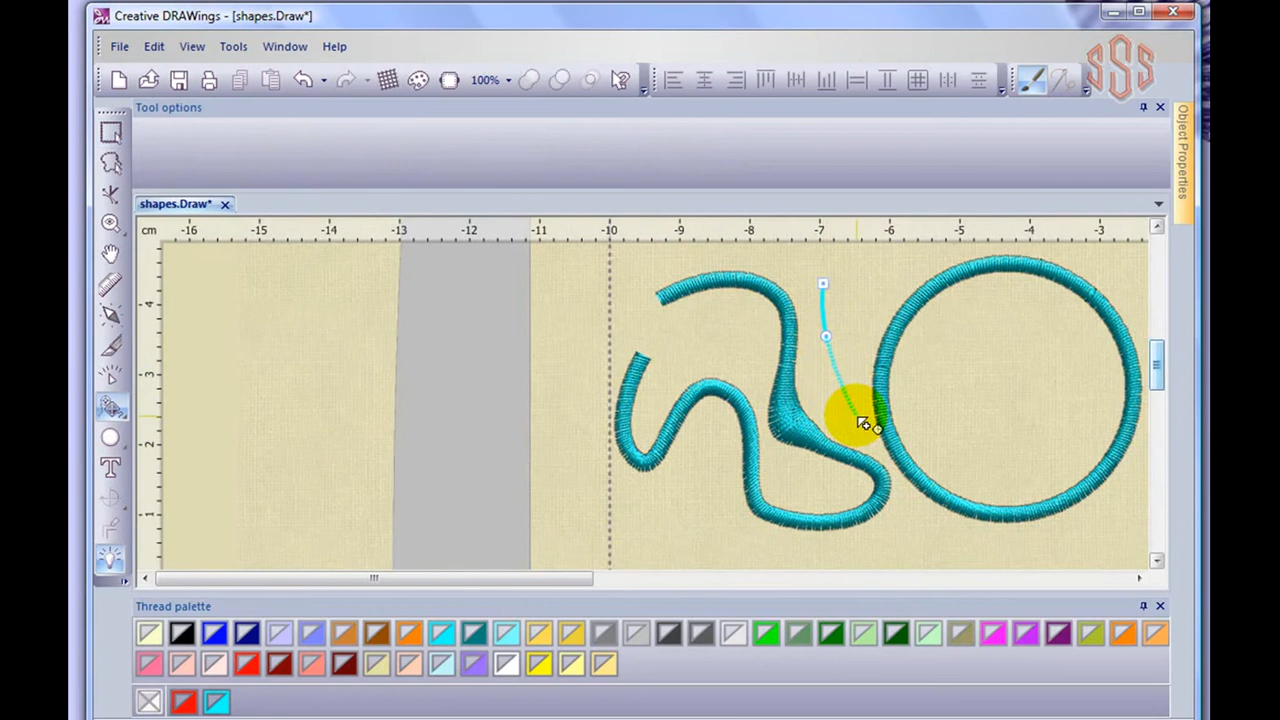 Creative DRAWings - [shapes.Draw*]
File Edit View Tools Window Help
100%
SSS
Tool options
shapes.Draw*
Object Properties
cm -16 -15 -14 -13 -12 -11 -10 -9 -8 -7 -6 -5 -4 -3
4
3
2
1
T
Thread palette